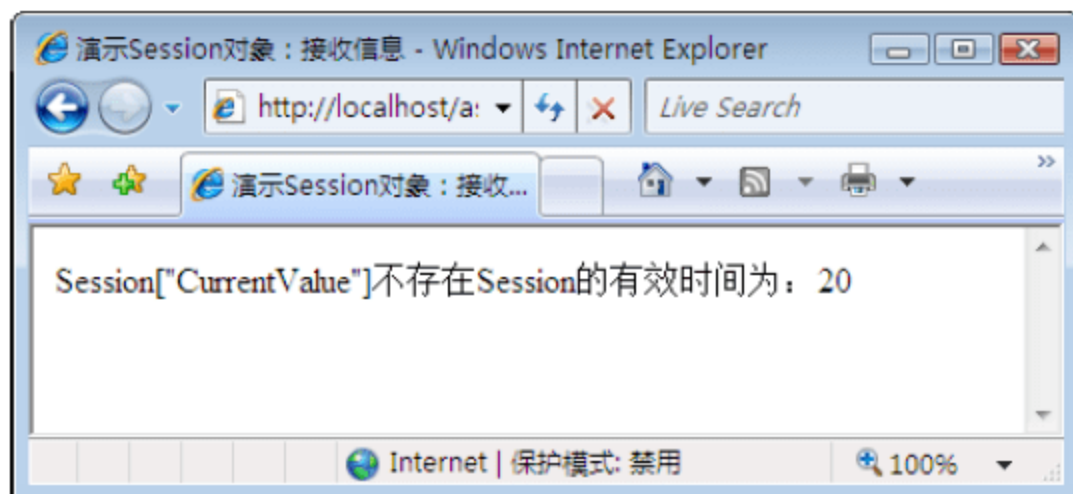 演示Session对象：接收信息 - Windows Internet Explorer
http://localhost/a: Live Search
演示Session对象：接收...
Session["CurrentValue"]不存在Session的有效时间为：20
Internet | 保护模式: 禁用 100%